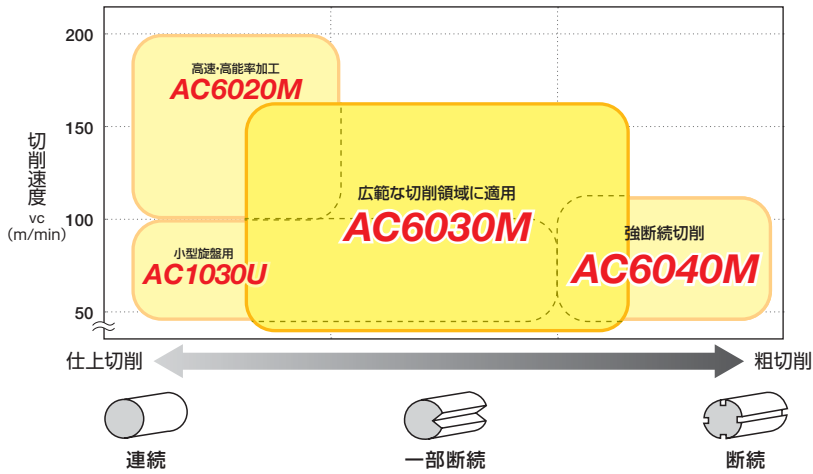 200
150
100
50
切削速度
vc
(m/min)
高速・高能率加工
AC6020M
広範な切削領域に適用
AC6030M
小型旋盤用
AC1030U
強断続切削
AC6040M
仕上切削
粗切削
連続
一部断続
断続